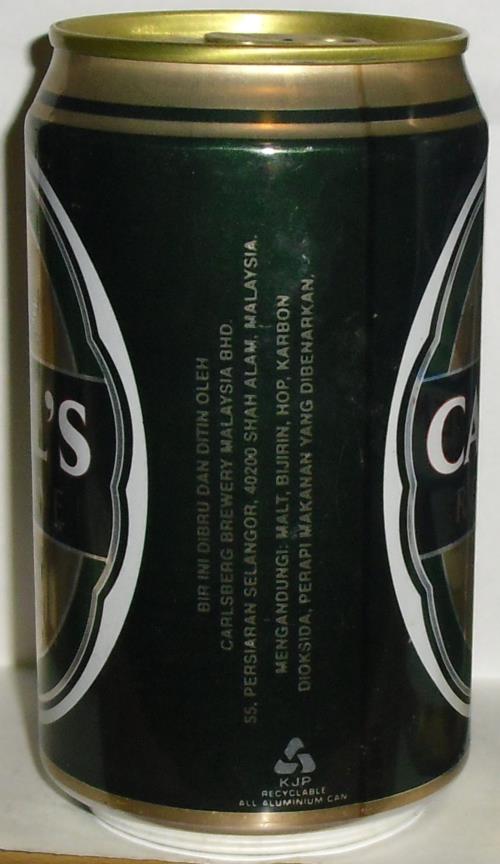 L'S
CA
BIR INI DIBRU DAN DITIN OLEH
CARLSBERG BREWERY MALAYSIA BHD.
55, PERSIARAN SELANGOR, 40200 SHAH ALAM, MALAYSIA.
MENGANDUNGI: MALT, BIJIRIN, HOP, KARBON
DIOKSIDA, PERAPI MAKANAN YANG DIBENARKAN.
KJP
RECYCLABLE
ALL ALUMINIUM CAN